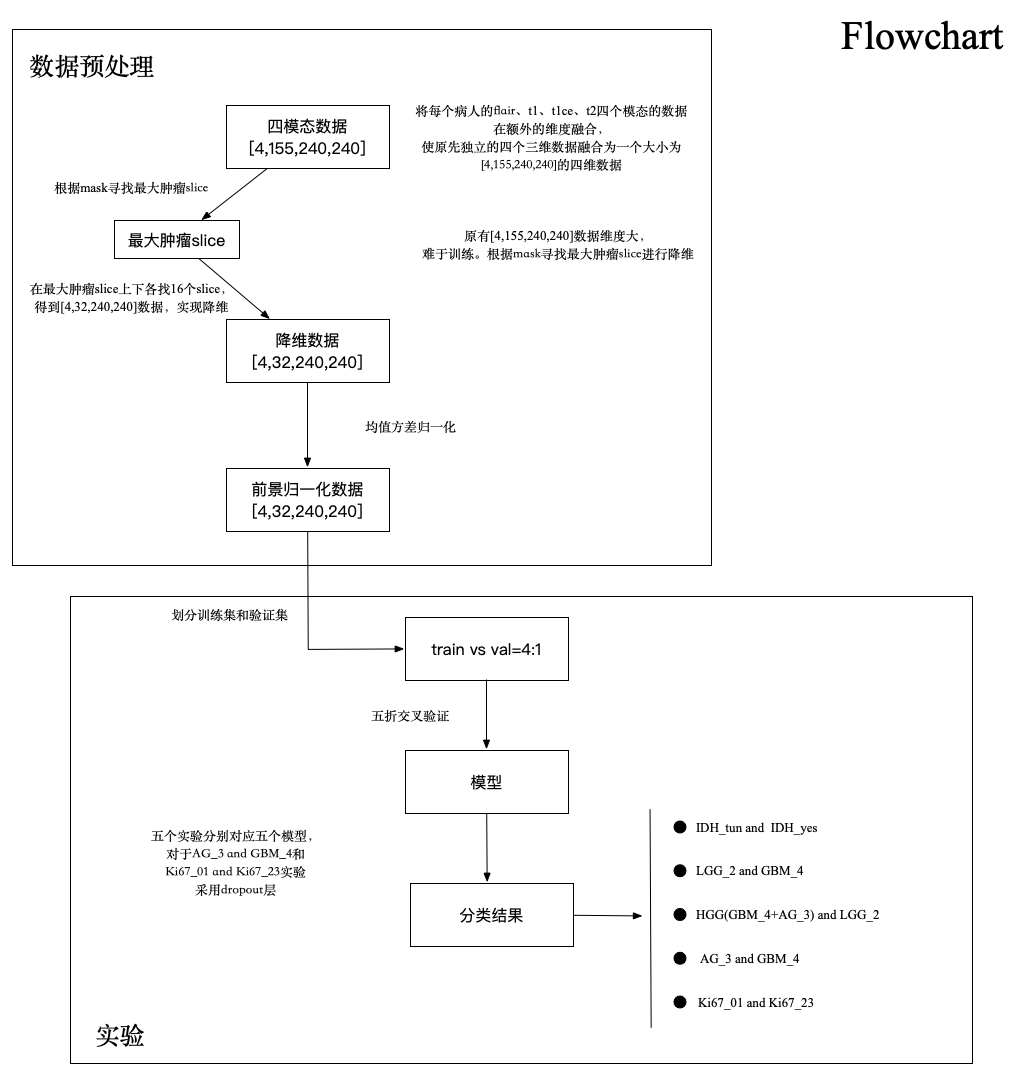 Flowchart
数据预处理
四模态数据
[4,155,240,240]
将每个病人的flair、t1、t1ce、t2四个模态的数据
在额外的维度融合，
使原先独立的四个三维数据融合为一个大小为
[4,155,240,240]的四维数据
根据mask寻找最大肿瘤slice
最大肿瘤slice
原有[4,155,240,240]数据维度大，
难于训练。根据mask寻找最大肿瘤slice进行降维
在最大肿瘤slice上下各找16个slice，
得到[4,32,240,240]数据，实现降维
降维数据
[4,32,240,240]
均值方差归一化
前景归一化数据
[4,32,240,240]
划分训练集和验证集
train vs val=4:1
五折交叉验证
模型
五个实验分别对应五个模型，
对于AG_3 and GBM_4和
Ki67_01 and Ki67_23实验
采用dropout层
分类结果
IDH_tun and IDH_yes
LGG_2 and GBM_4
HGG(GBM_4+AG_3) and LGG_2
AG_3 and GBM_4
Ki67_01 and Ki67_23
实验